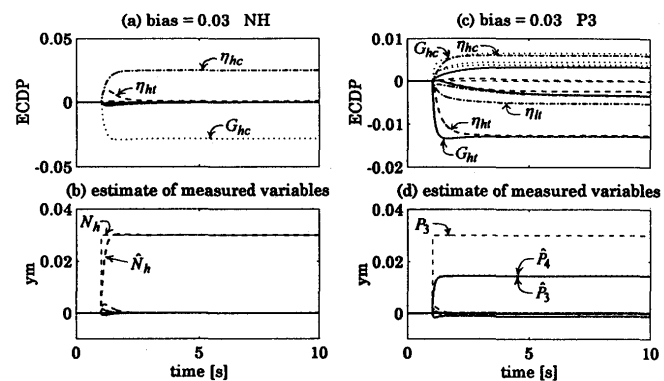 (a) bias = 0.03 NH
0.05
0
-0.05
ECDP
η_hc
η_ht
G_hc
(c) bias = 0.03 P3
0.01
0
-0.01
-0.02
ECDP
G_hc
η_hc
η_lt
η_ht
G_ht
(b) estimate of measured variables
0.04
0.02
0
ym
N_h
N̂_h
0
5
10
time [s]
(d) estimate of measured variables
0.04
0.02
0
ym
P_3
P̂_4
P̂_3
0
5
10
time [s]